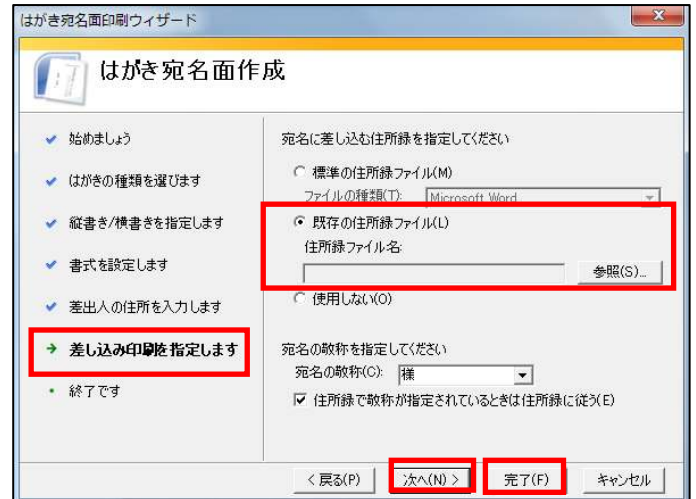 はがき宛名面印刷ウィザード
はがき宛名面作成
始めましょう
はがきの種類を選びます
縦書き/横書きを指定します
書式を設定します
差出人の住所を入力します
差し込み印刷を指定します
終了です
宛名に差し込む住所録を指定してください
標準の住所録ファイル(M)
ファイルの種類(T): Microsoft Word
既存の住所録ファイル(L)
住所録ファイル名:
参照(S)...
使用しない(O)
宛名の敬称を指定してください
宛名の敬称(C): 様
住所録で敬称が指定されているときは住所録に従う(E)
< 戻る(P) 次へ(N) > 完了(F) キャンセル